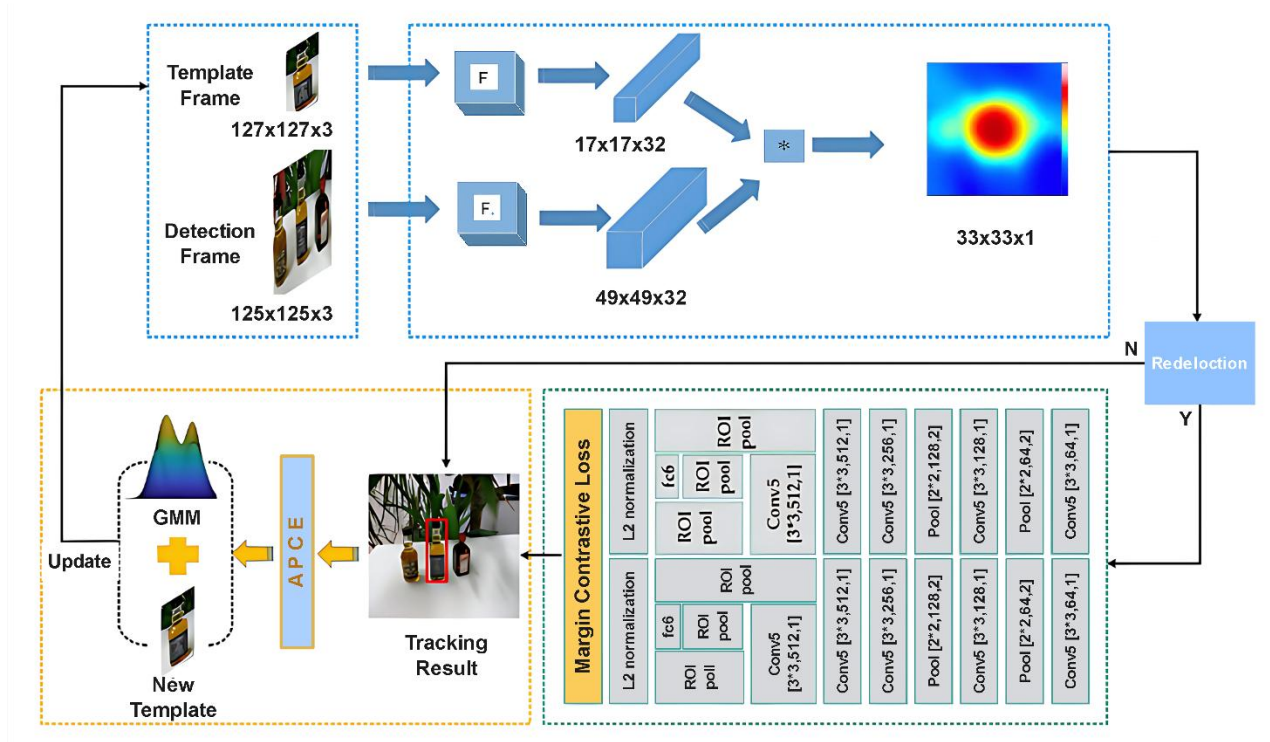 Template
Frame
127x127x3
Detection
Frame
125x125x3
F
F.
17x17x32
49x49x32
*
33x33x1
N
Redeloction
Y
GMM
Update
New
Template
APCE
Tracking
Result
Margin Contrastive Loss
L2 normalization
ROI
pool
fc6
ROI
pool
ROI
pool
Conv5
[3*3,512,1]
Conv5 [3*3,512,1]
Conv5 [3*3,256,1]
Pool [2*2,128,2]
Conv5 [3*3,128,1]
Pool [2*2,64,2]
Conv5 [3*3,64,1]
L2 normalization
ROI
pool
fc6
ROI
pool
ROI
poll
Conv5
[3*3,512,1]
Conv5 [3*3,512,1]
Conv5 [3*3,256,1]
Pool [2*2,128,2]
Conv5 [3*3,128,1]
Pool [2*2,64,2]
Conv5 [3*3,64,1]